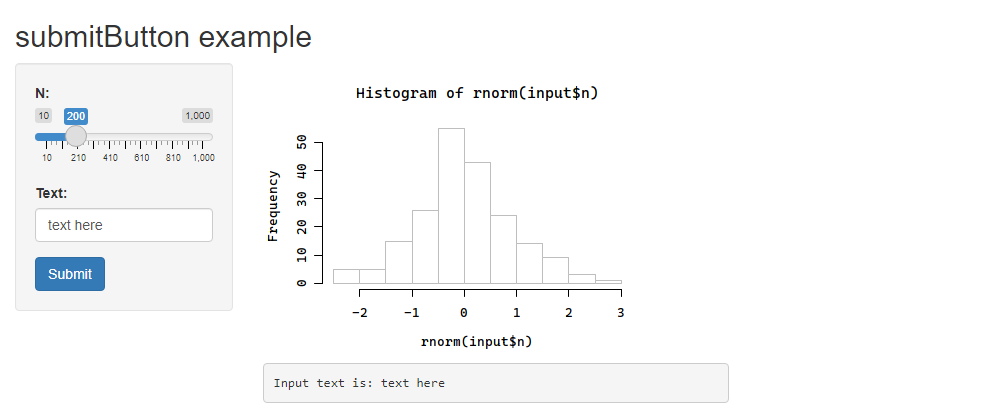 submitButton example
N:
10 200 1,000
10 210 410 610 810 1,000
Text:
text here
Submit
Histogram of rnorm(input$n)
Frequency
50
40
30
20
10
0
-2 -1 0 1 2 3
rnorm(input$n)
Input text is: text here